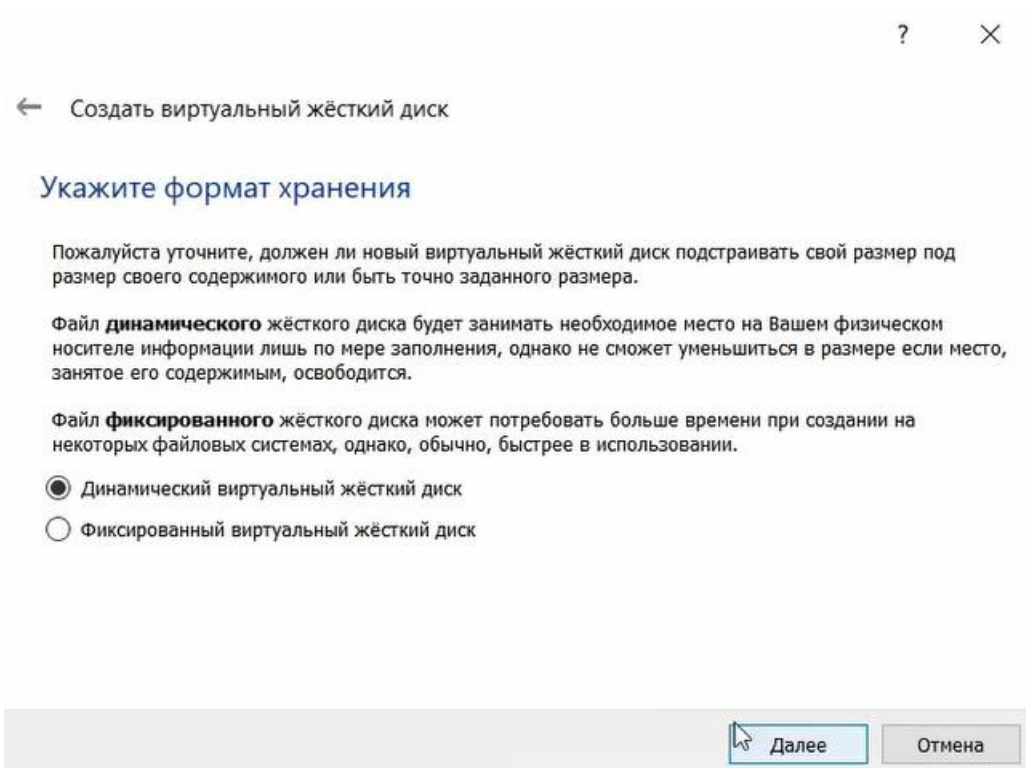 ?
Создать виртуальный жёсткий диск
Укажите формат хранения
Пожалуйста уточните, должен ли новый виртуальный жёсткий диск подстраивать свой размер под
размер своего содержимого или быть точно заданного размера.
Файл динамического жёсткого диска будет занимать необходимое место на Вашем физическом
носителе информации лишь по мере заполнения, однако не сможет уменьшиться в размере если место,
занятое его содержимым, освободится.
Файл фиксированного жёсткого диска может потребовать больше времени при создании на
некоторых файловых системах, однако, обычно, быстрее в использовании.
Динамический виртуальный жёсткий диск
Фиксированный виртуальный жёсткий диск
Далее Отмена